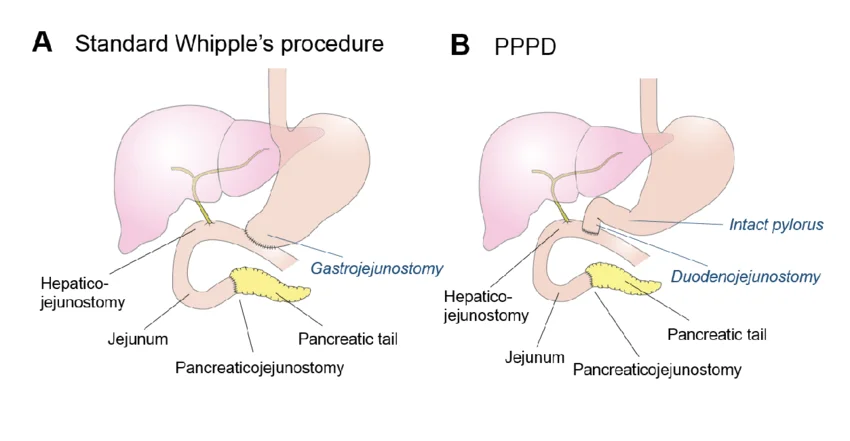 A Standard Whipple's procedure
Hepatico-
jejunostomy
Gastrojejunostomy
Jejunum
Pancreatic tail
Pancreaticojejunostomy
B PPPD
Intact pylorus
Duodenojejunostomy
Hepatico-
jejunostomy
Pancreatic tail
Jejunum
Pancreaticojejunostomy